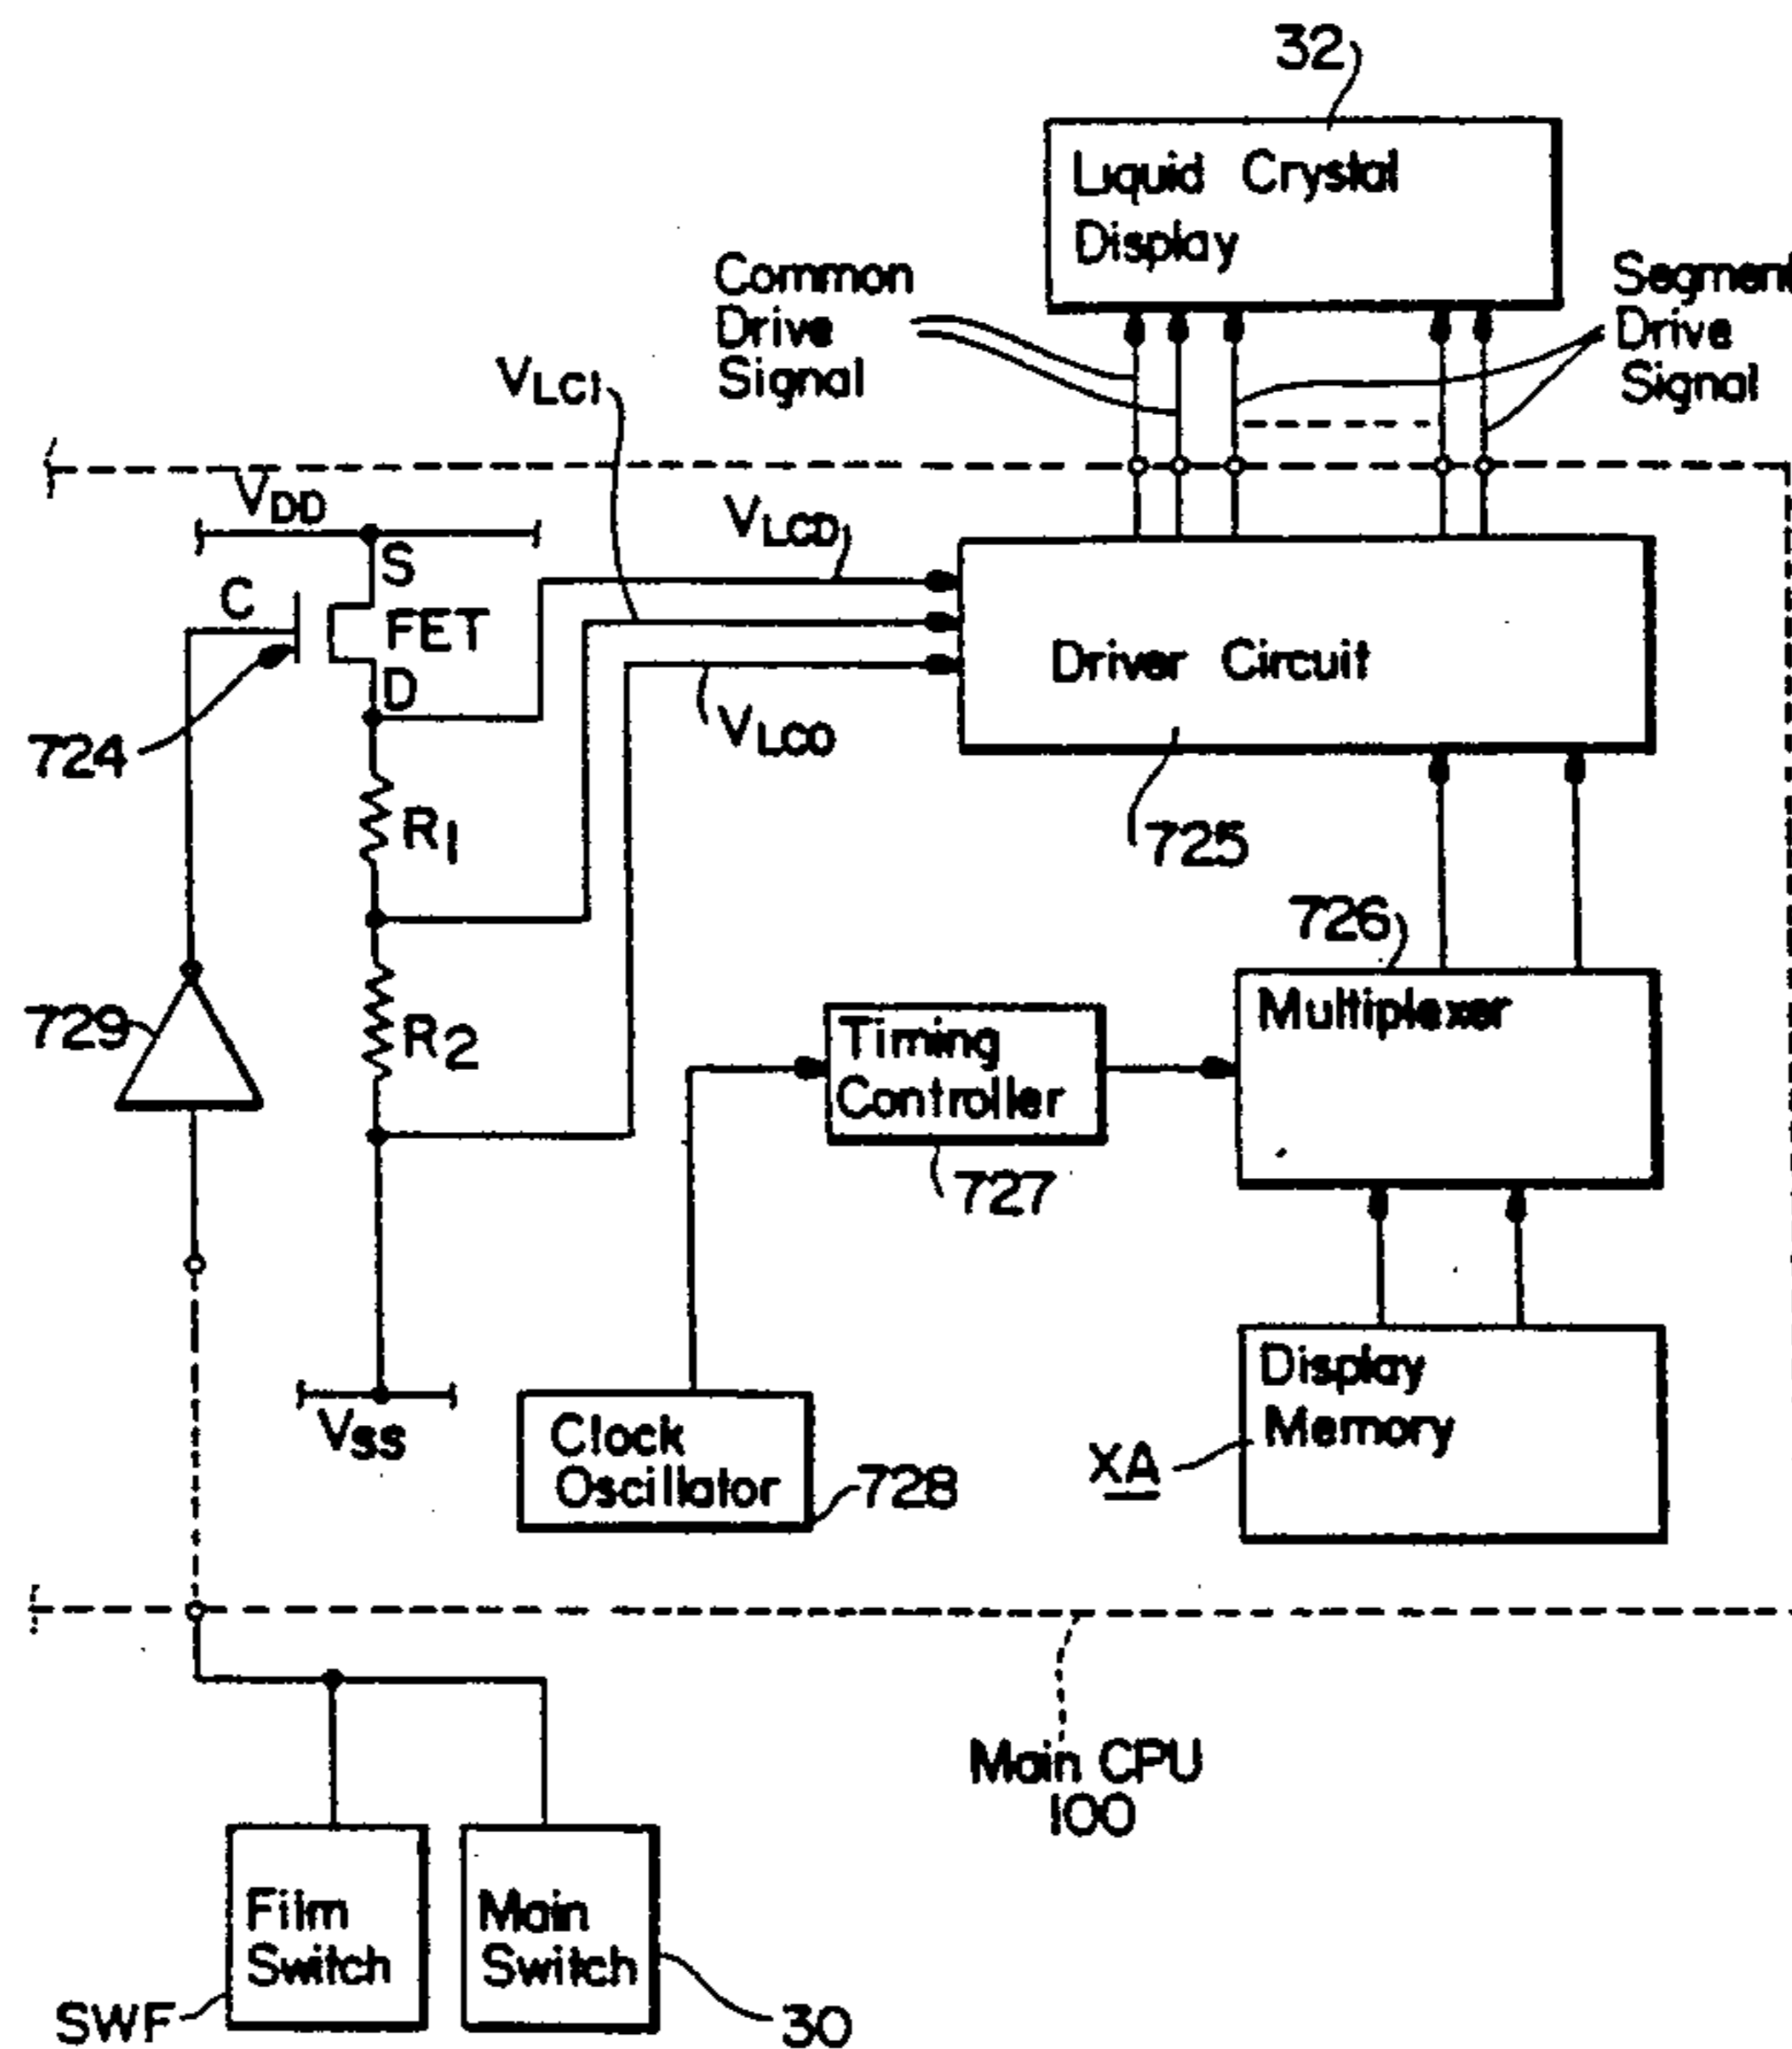 32
Liquid Crystal
Display
Common
Drive
Signal
Segment
Drive
Signal
VLC1
VDD
VLCD
S
C
FET
D
Driver Circuit
724
VLC0
R1
725
726
Multiplexer
729
R2
Timing
Controller
727
Display
Memory
VSS
Clock
Oscillator
728
XA
Main CPU
100
Film
Switch
Main
Switch
SWF
30